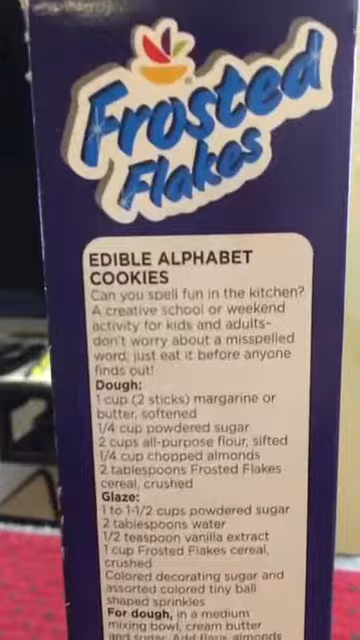 Frosted
Flakes
EDIBLE ALPHABET
COOKIES
Can you spell fun in the kitchen?
A creative school or weekend
activity for kids and adults-
don't worry about a misspelled
word; just eat it before anyone
finds out!
Dough:
1 cup (2 sticks) margarine or
butter, softened
1/4 cup powdered sugar
2 cups all-purpose flour, sifted
1/4 cup chopped almonds
2 tablespoons Frosted Flakes
cereal, crushed
Glaze:
1 to 1-1/2 cups powdered sugar
2 tablespoons water
1/2 teaspoon vanilla extract
1 cup Frosted Flakes cereal,
crushed
Colored decorating sugar and
assorted colored tiny ball
shaped sprinkles
For dough, in a medium
mixing bowl, cream butter
and sugar. Add flour, almonds